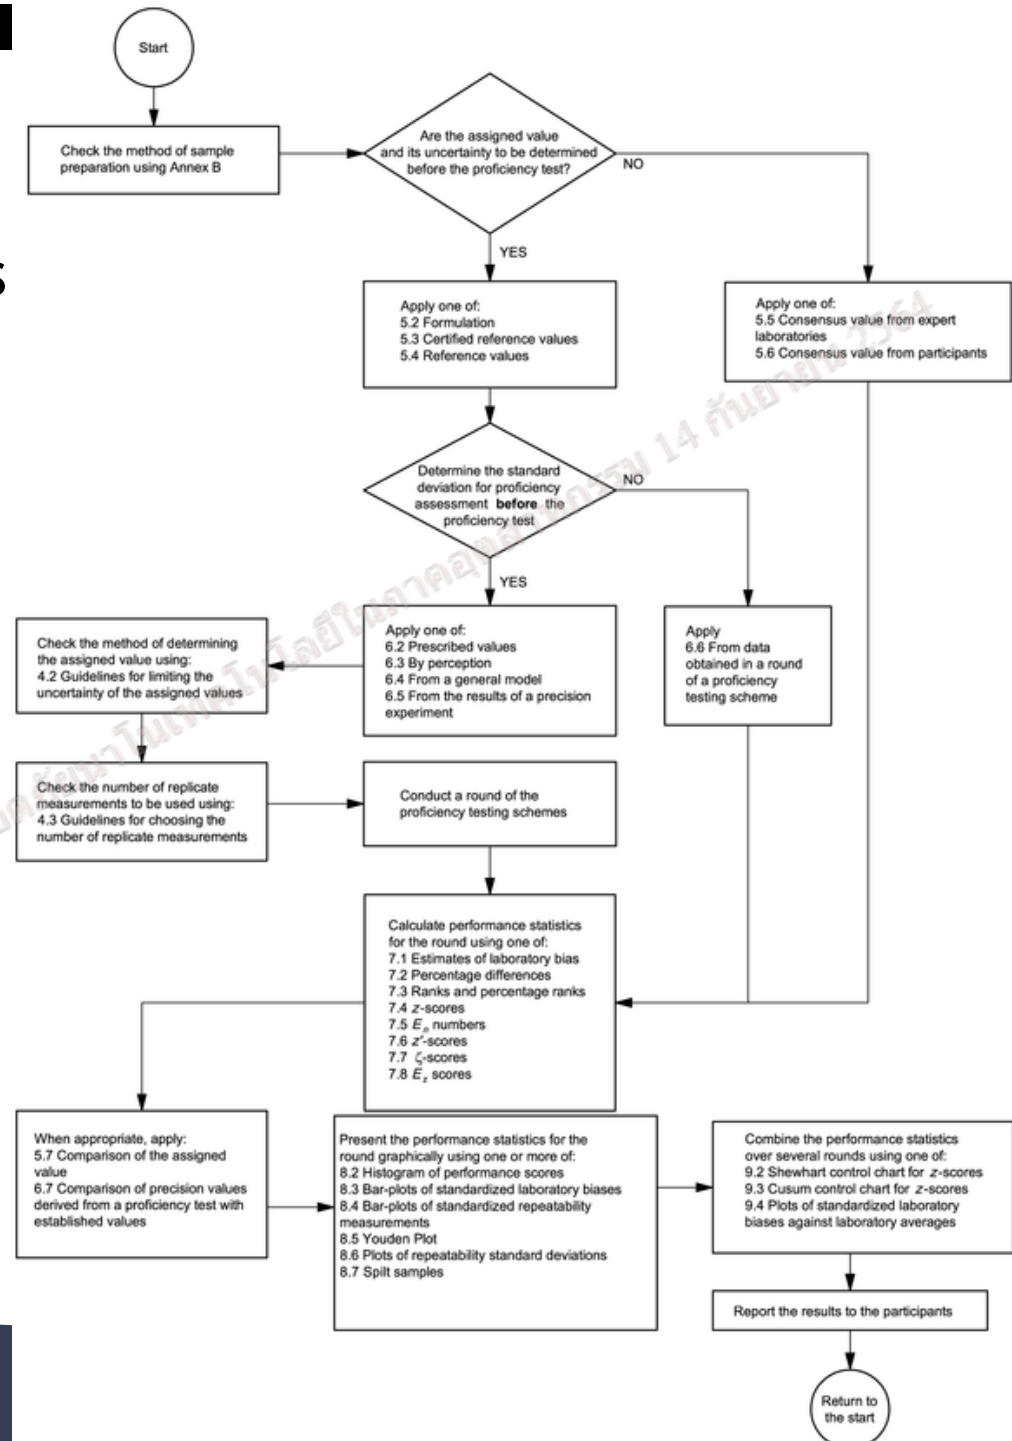 Start
Check the method of sample
preparation using Annex B
Are the assigned value
and its uncertainty to be determined
before the proficiency test?
NO
YES
Apply one of:
5.2 Formulation
5.3 Certified reference values
5.4 Reference values
Apply one of:
5.5 Consensus value from expert
laboratories
5.6 Consensus value from participants
Determine the standard
deviation for proficiency
assessment before the
proficiency test
NO
YES
Check the method of determining
the assigned value using:
4.2 Guidelines for limiting the
uncertainty of the assigned values
Apply one of:
6.2 Prescribed values
6.3 By perception
6.4 From a general model
6.5 From the results of a precision
experiment
Apply
6.6 From data
obtained in a round
of a proficiency
testing scheme
Check the number of replicate
measurements to be used using:
4.3 Guidelines for choosing the
number of replicate measurements
Conduct a round of the
proficiency testing schemes
Calculate performance statistics
for the round using one of:
7.1 Estimates of laboratory bias
7.2 Percentage differences
7.3 Ranks and percentage ranks
7.4 z-scores
7.5 En numbers
7.6 z'-scores
7.7 ζ-scores
7.8 Ez scores
When appropriate, apply:
5.7 Comparison of the assigned
value
6.7 Comparison of precision values
derived from a proficiency test with
established values
Present the performance statistics for the
round graphically using one or more of:
8.2 Histogram of performance scores
8.3 Bar-plots of standardized laboratory biases
8.4 Bar-plots of standardized repeatability
measurements
8.5 Youden Plot
8.6 Plots of repeatability standard deviations
8.7 Spilt samples
Combine the performance statistics
over several rounds using one of:
9.2 Shewhart control chart for z-scores
9.3 Cusum control chart for z-scores
9.4 Plots of standardized laboratory
biases against laboratory averages
Report the results to the participants
Return to
the start
14 กันยายน 2564